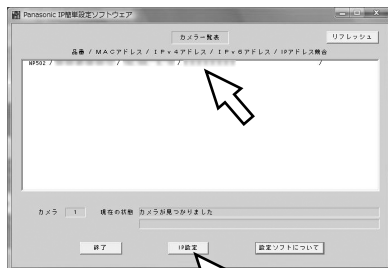 Panasonic IP簡単設定ソフトウェア
カメラ一覧表
リフレッシュ
品番 / MACアドレス / IPv4アドレス / IPv6アドレス / IPアドレス競合
NP502 / / / /
カメラ 1 現在の状態 カメラが見つかりました
終了 IP設定 設定ソフトについて